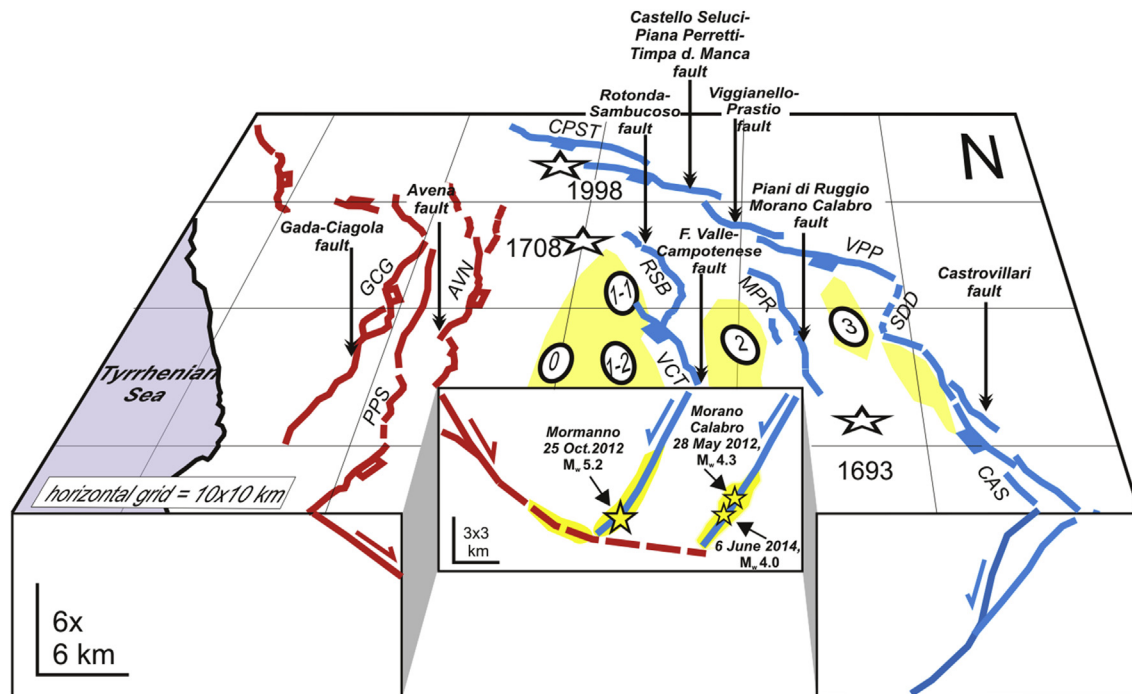 Castello Seluci-
Piana Perretti-
Timpa d. Manca
fault
Rotonda-
Sambucoso
fault
Viggianello-
Prastio
fault
CPST
N
1998
Avena
fault
Piani di Ruggio
Morano Calabro
fault
Gada-Ciagola
fault
1708
F. Valle-
Campotenese
fault
VPP
Castrovillari
fault
GCG
AVN
RSB
MPR
SDD
1-1
2
3
0
1-2
VCT
Tyrrhenian
Sea
PPS
Mormanno
25 Oct.2012
Mw 5.2
Morano
Calabro
28 May 2012,
Mw 4.3
1693
CAS
horizontal grid = 10x10 km
3x3
km
6 June 2014,
Mw 4.0
6x
6 km